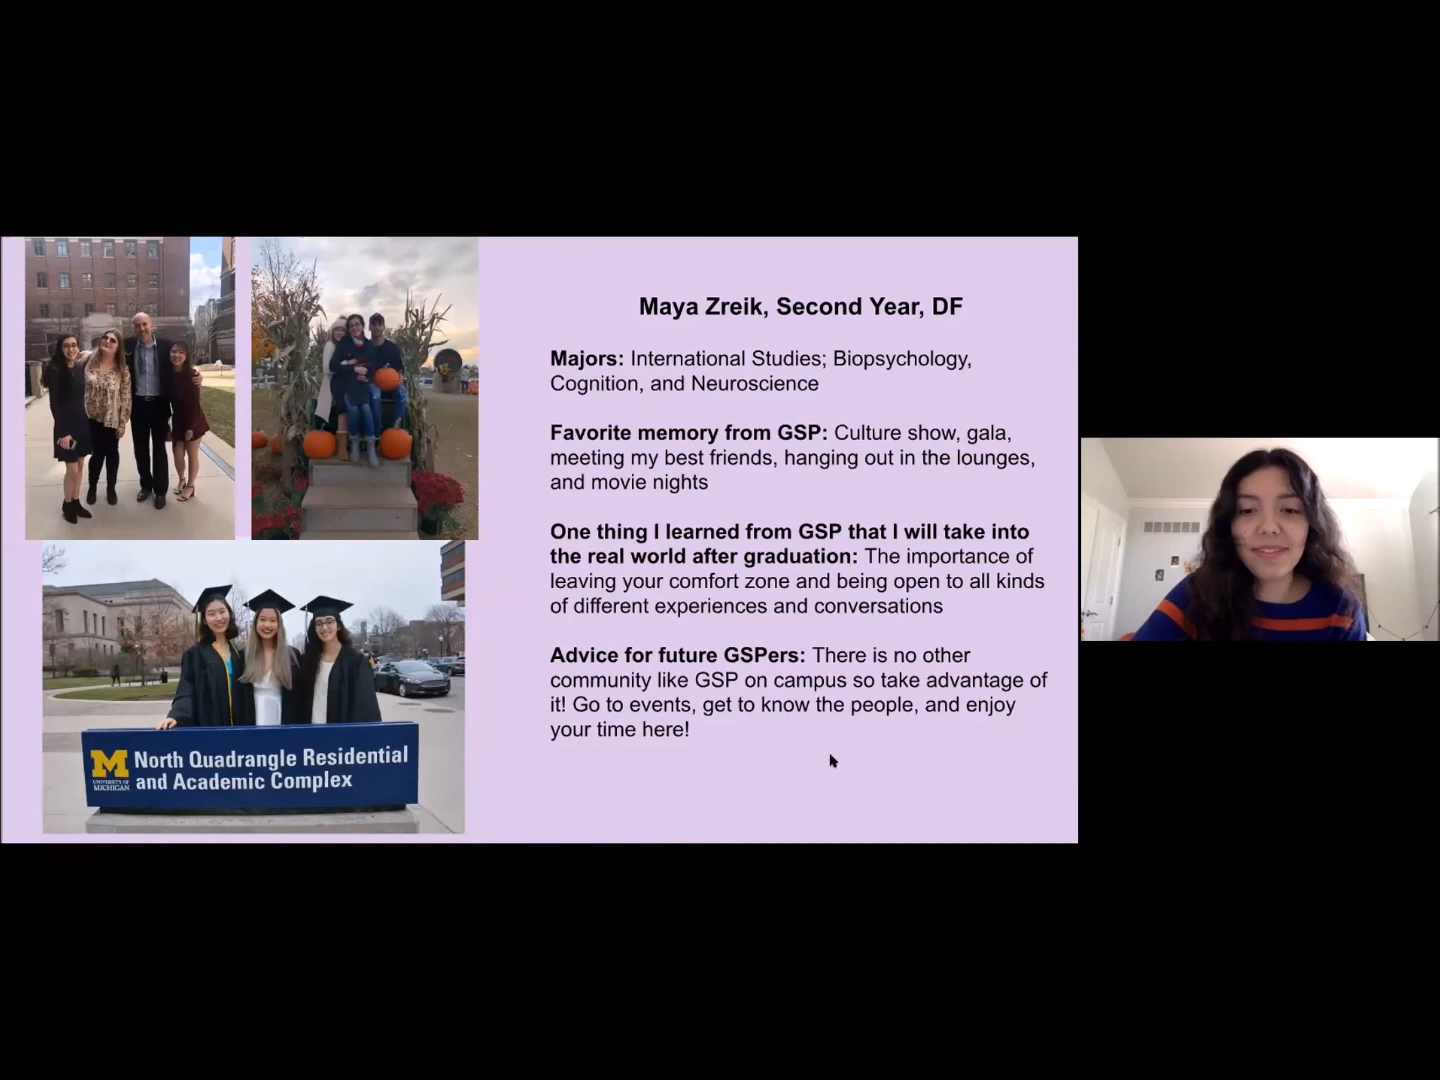 Maya Zreik, Second Year, DF
Majors: International Studies; Biopsychology,
Cognition, and Neuroscience
Favorite memory from GSP: Culture show, gala,
meeting my best friends, hanging out in the lounges,
and movie nights
One thing I learned from GSP that I will take into
the real world after graduation: The importance of
leaving your comfort zone and being open to all kinds
of different experiences and conversations
Advice for future GSPers: There is no other
community like GSP on campus so take advantage of
it! Go to events, get to know the people, and enjoy
your time here!
M
UNIVERSITY OF
MICHIGAN
North Quadrangle Residential
and Academic Complex